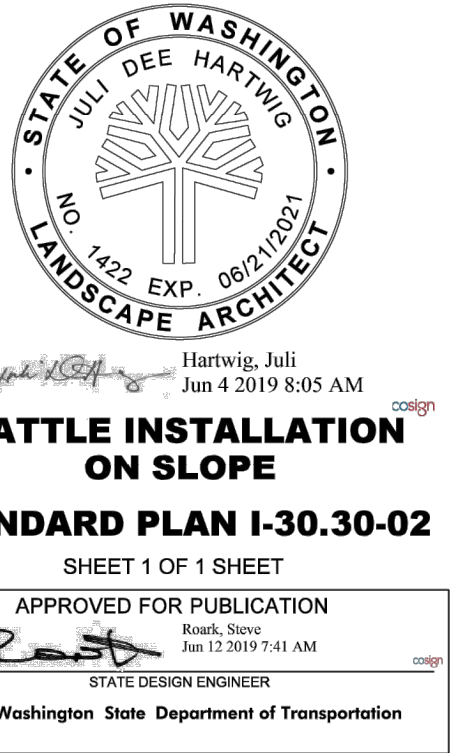 STATE OF WASHINGTON
JULI DEE HARTWIG
NO. 1422 EXP. 06/21/2021
LANDSCAPE ARCHITECT
Hartwig, Juli
Jun 4 2019 8:05 AM
cosign
ATTLE INSTALLATION
ON SLOPE
NDARD PLAN I-30.30-02
SHEET 1 OF 1 SHEET
APPROVED FOR PUBLICATION
Roark, Steve
Jun 12 2019 7:41 AM
cosign
STATE DESIGN ENGINEER
Washington State Department of Transportation